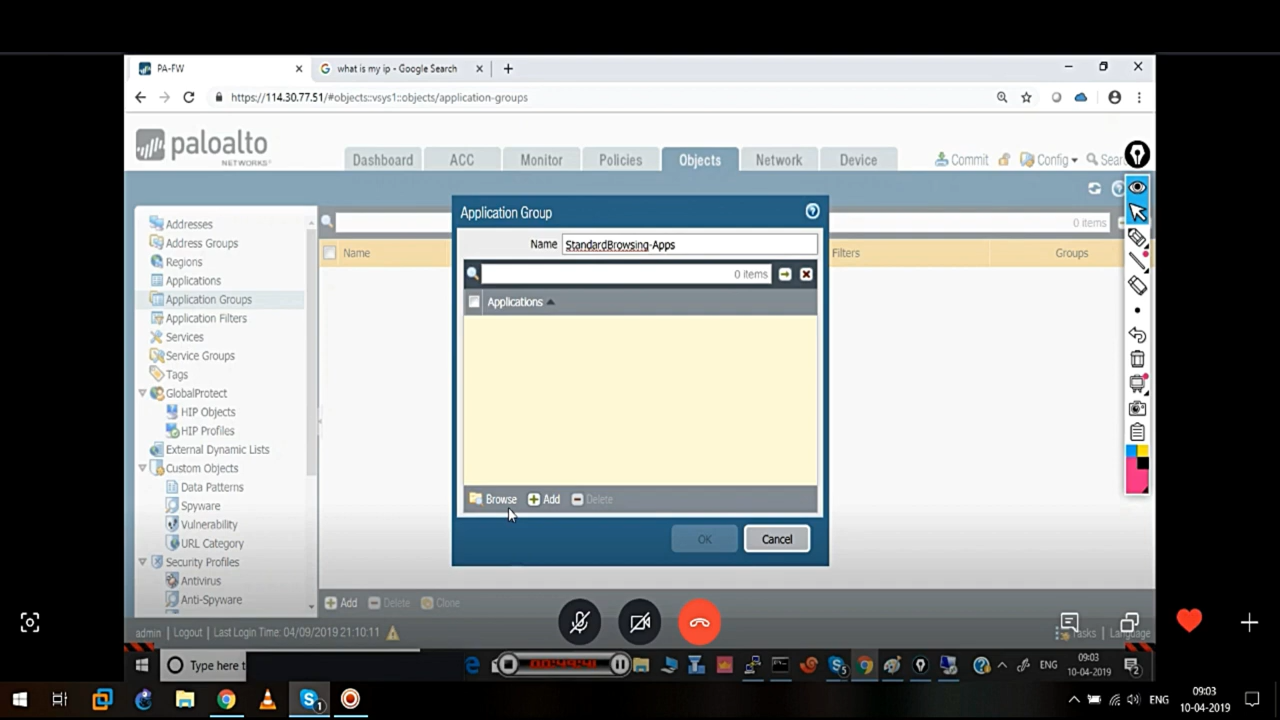 PA-FW
what is my ip - Google Search
https://114.30.77.51/#objects::vsys1::objects/application-groups
paloalto
NETWORKS®
Dashboard
ACC
Monitor
Policies
Objects
Network
Device
Commit
Config
Sear
Addresses
Address Groups
Regions
Applications
Application Groups
Application Filters
Services
Service Groups
Tags
GlobalProtect
HIP Objects
HIP Profiles
External Dynamic Lists
Custom Objects
Data Patterns
Spyware
Vulnerability
URL Category
Security Profiles
Antivirus
Anti-Spyware
0 items
Name
Filters
Groups
Application Group
Name StandardBrowsing-Apps
0 items
Applications
Browse
Add
Delete
OK
Cancel
Add
Delete
Clone
admin | Logout | Last Login Time: 04/09/2019 21:10:11
Tasks | Language
Type here t
ENG
09:03
10-04-2019
2
ENG
09:03
10-04-2019